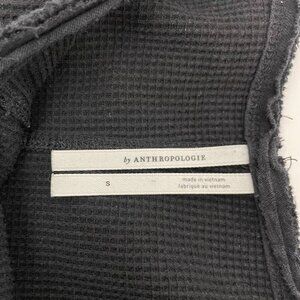 by ANTHROPOLOGIE
S
made in vietnam
fabriqué au vietnam